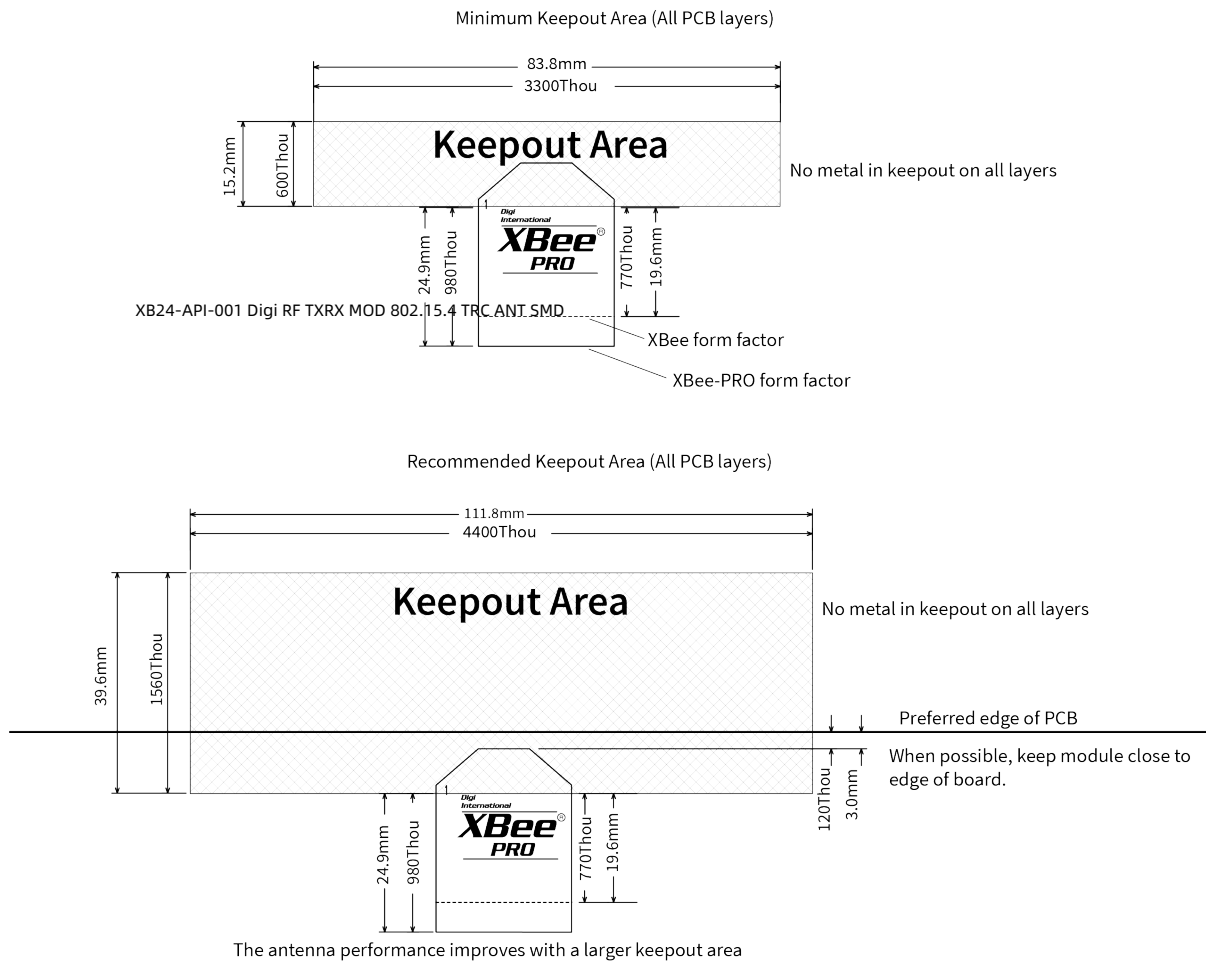 Minimum Keepout Area (All PCB layers)
83.8mm
3300Thou
Keepout Area
15.2mm
600Thou
No metal in keepout on all layers
1
Digi
International
XBee®
PRO
24.9mm
980Thou
770Thou
19.6mm
XB24-API-001 Digi RF TXRX MOD 802.15.4 TRC ANT SMD
XBee form factor
XBee-PRO form factor
Recommended Keepout Area (All PCB layers)
111.8mm
4400Thou
Keepout Area
No metal in keepout on all layers
39.6mm
1560Thou
Preferred edge of PCB
When possible, keep module close to
edge of board.
120Thou
3.0mm
1
Digi
International
XBee®
PRO
24.9mm
980Thou
770Thou
19.6mm
The antenna performance improves with a larger keepout area